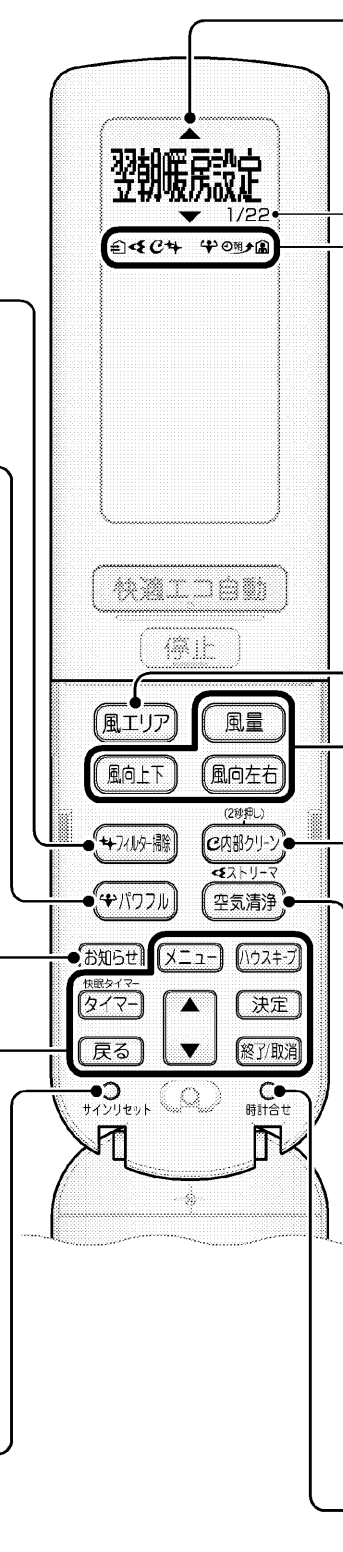 翌朝暖房設定
1/22
快適エコ自動
停止
風エリア 風量
風向上下 風向左右
(2秒押し)
フィルター掃除 内部クリーン
ストリーマ
パワフル 空気清浄
お知らせ メニュー ハウスキープ
快眠タイマー
タイマー 決定
戻る 終了/取消
サインリセット 時計合せ